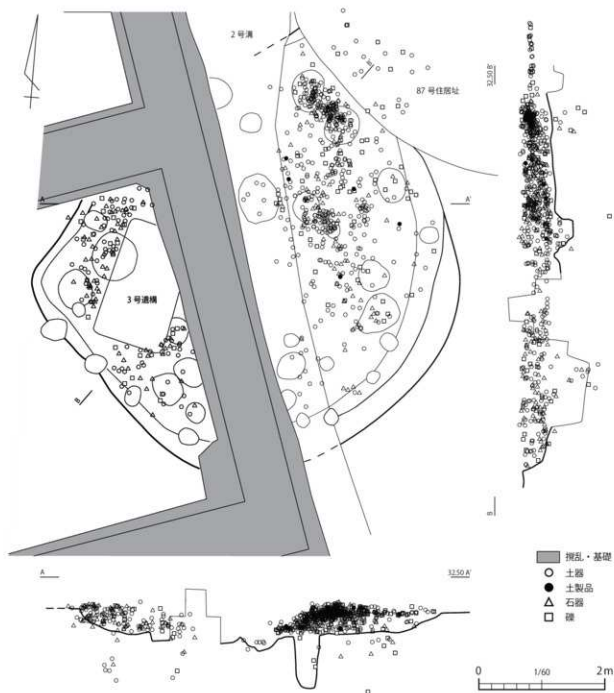 2号溝
87号住居址
32.50 B'
B'
A
A'
3号遺構
B
B
A
32.50 A'
撹乱・基礎
土器
土製品
石器
礫
0 1/60 2m